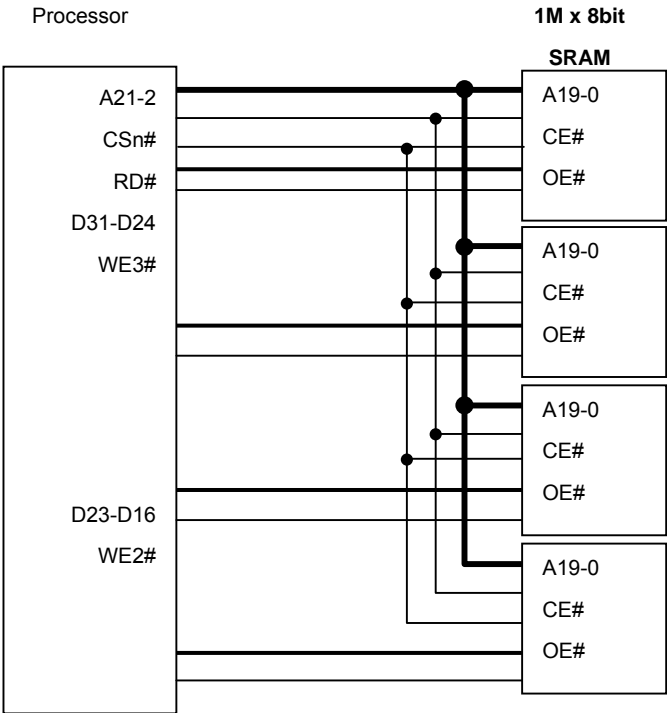 Processor
1M x 8bit
SRAM
A21-2
CSn#
RD#
D31-D24
WE3#
D23-D16
WE2#
A19-0
CE#
OE#
A19-0
CE#
OE#
A19-0
CE#
OE#
A19-0
CE#
OE#